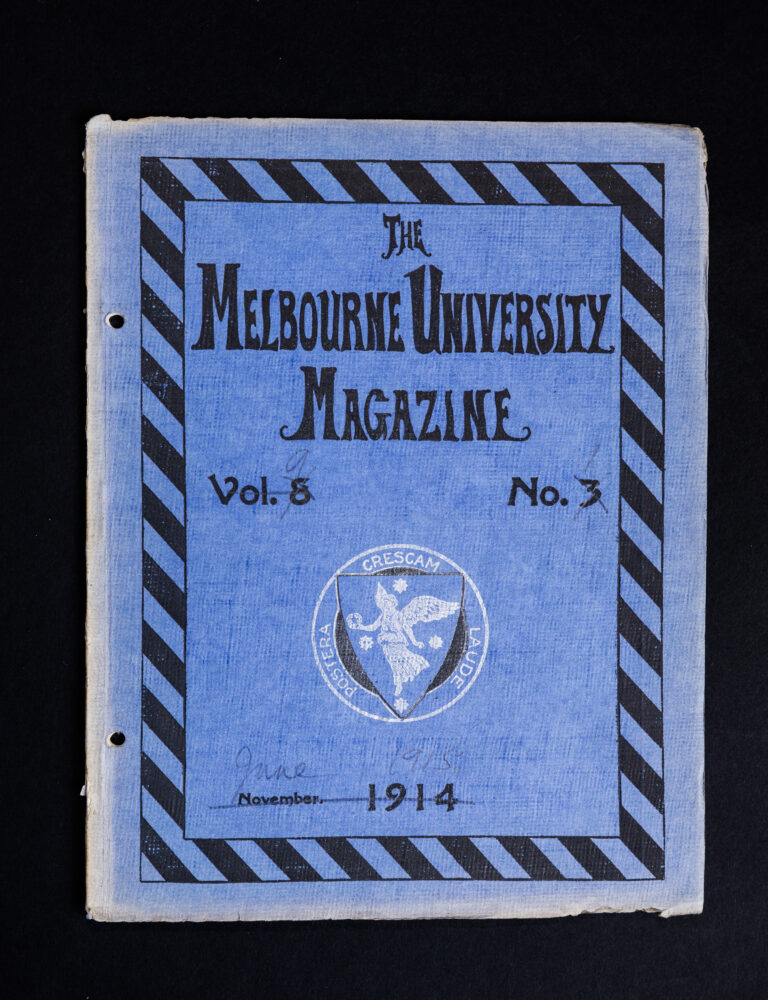 THE
MELBOURNE UNIVERSITY
MAGAZINE
9 1
Vol. 8 No. 3
POSTERA CRESCAM LAUDE
June 1915
November. 1914